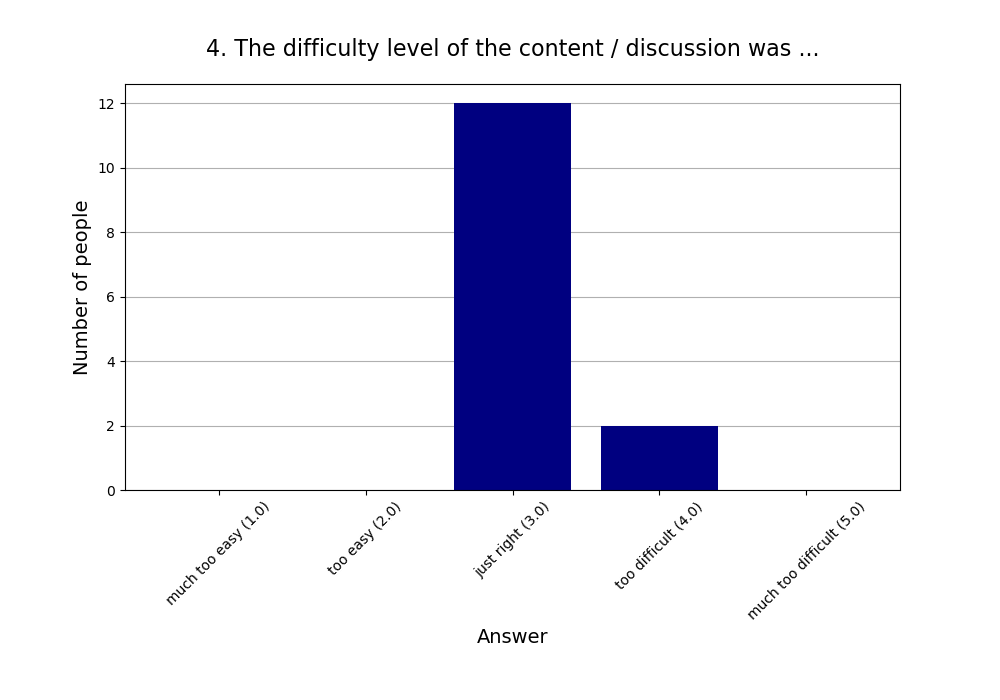 4. The difficulty level of the content / discussion was ...
Number of people
12
10
8
6
4
2
0
much too easy (1.0)
too easy (2.0)
just right (3.0)
too difficult (4.0)
much too difficult (5.0)
Answer